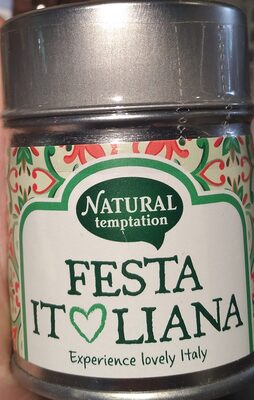 NATURAL
temptation
FESTA
IT♡LIANA
Experience lovely Italy